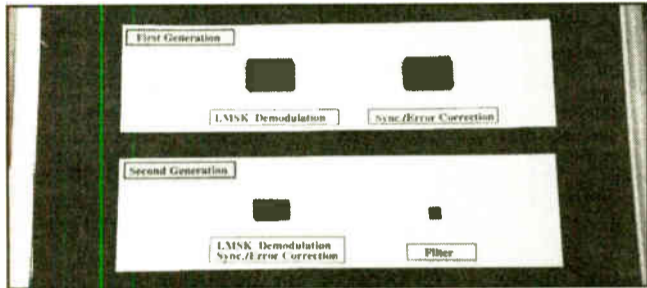 First Generation
LMSK Demodulation
Sync./Error Correction
Second Generation
LMSK Demodulation
Sync./Error Correction
Filter